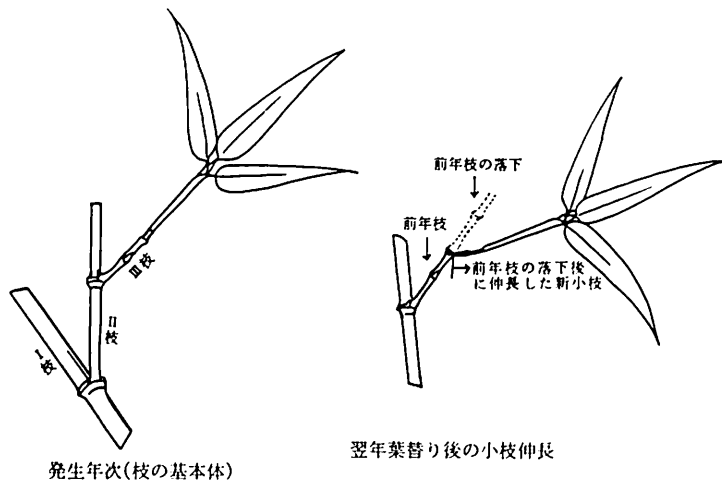 前年枝の落下
前年枝
前年枝の落下後
に伸長した新小枝
Ⅲ枝
Ⅱ枝
Ⅰ枝
発生年次(枝の基本体)
翌年葉替り後の小枝伸長